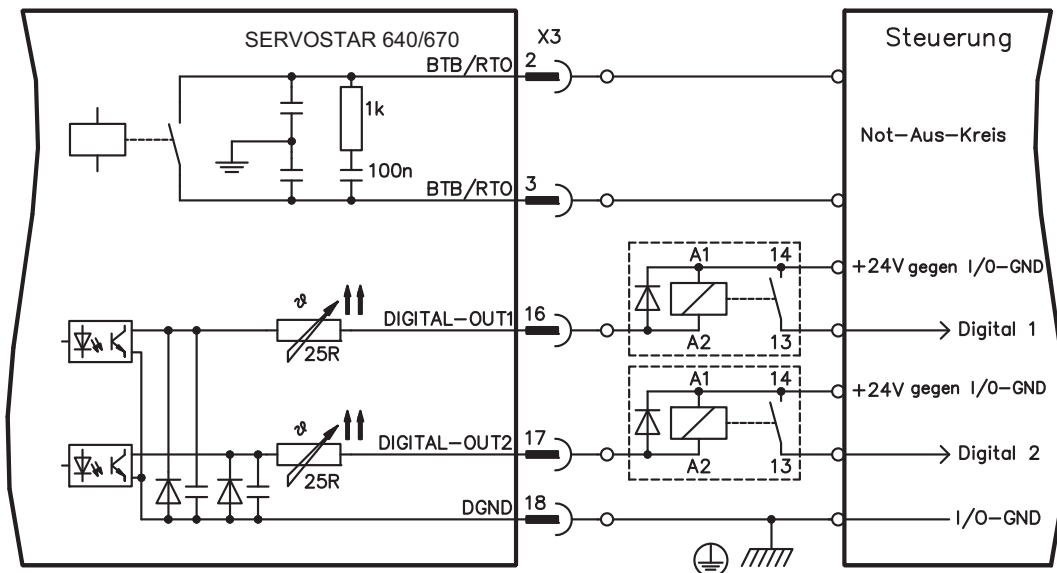 SERVOSTAR 640/670
X3
Steuerung
BTB/RTO
2
1k
Not-Aus-Kreis
100n
BTB/RTO
3
A1
14
+24V gegen I/O-GND
ϑ
DIGITAL-OUT1
16
Digital 1
25R
A2
13
A1
14
+24V gegen I/O-GND
ϑ
DIGITAL-OUT2
17
Digital 2
25R
A2
13
DGND
18
I/O-GND